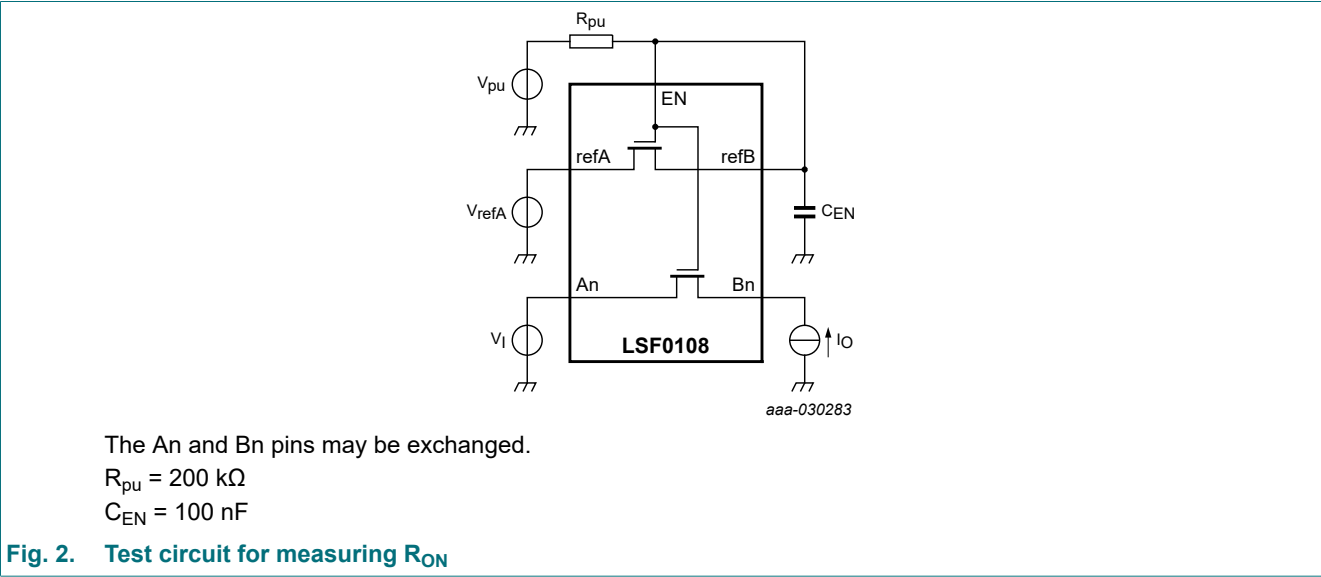 Rpu
Vpu
EN
refA
refB
VrefA
CEN
An
Bn
VI
LSF0108
IO
aaa-030283
The An and Bn pins may be exchanged.
Rpu = 200 kΩ
CEN = 100 nF
Fig. 2. Test circuit for measuring RON